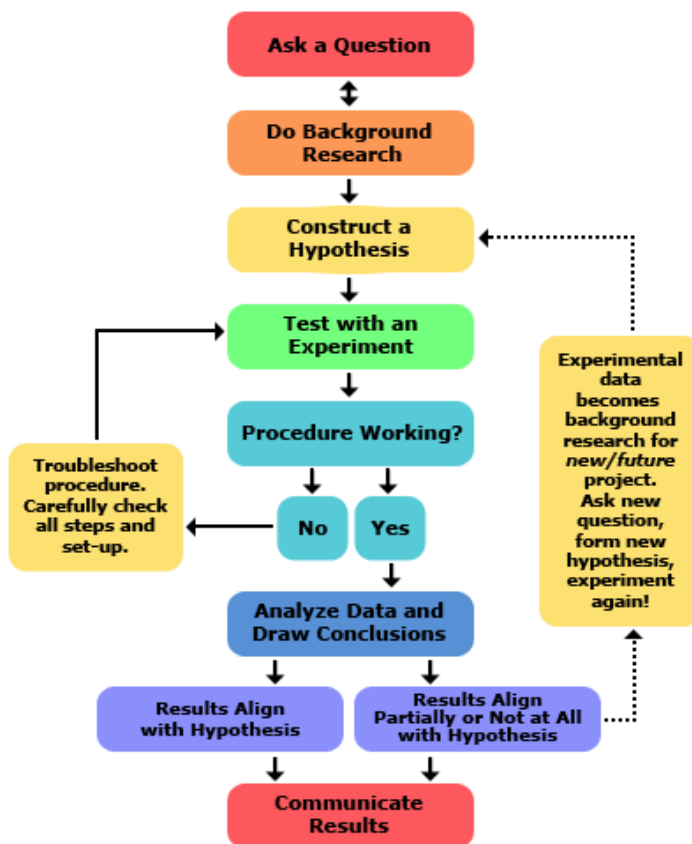 Ask a Question
Do Background
Research
Construct a
Hypothesis
Test with an
Experiment
Procedure Working?
No
Yes
Troubleshoot
procedure.
Carefully check
all steps and
set-up.
Experimental
data
becomes
background
research for
new/future
project.
Ask new
question,
form new
hypothesis,
experiment
again!
Analyze Data and
Draw Conclusions
Results Align
with Hypothesis
Results Align
Partially or Not at All
with Hypothesis
Communicate
Results